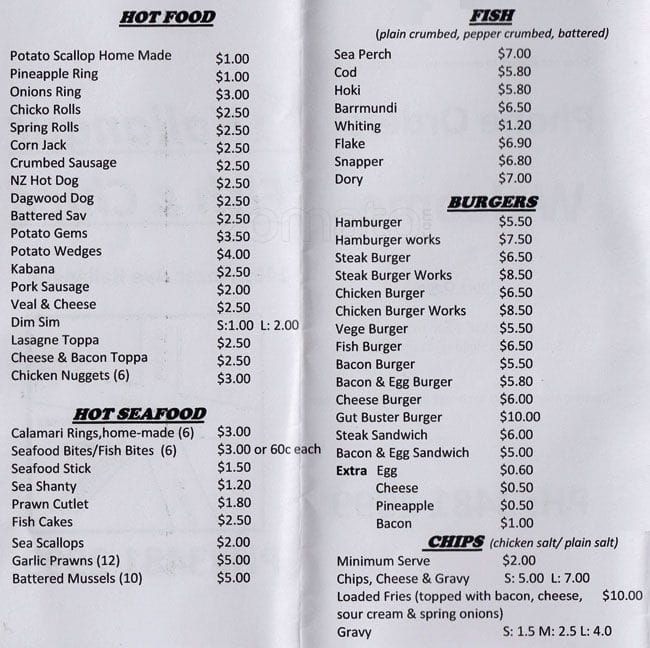 HOT FOOD
Potato Scallop Home Made $1.00
Pineapple Ring $1.00
Onions Ring $3.00
Chicko Rolls $2.50
Spring Rolls $2.50
Corn Jack $2.50
Crumbed Sausage $2.50
NZ Hot Dog $2.50
Dagwood Dog $2.50
Battered Sav $2.50
Potato Gems $3.50
Potato Wedges $4.00
Kabana $2.50
Pork Sausage $2.00
Veal & Cheese $2.50
Dim Sim S:1.00 L: 2.00
Lasagne Toppa $2.50
Cheese & Bacon Toppa $2.50
Chicken Nuggets (6) $3.00
HOT SEAFOOD
Calamari Rings,home-made (6) $3.00
Seafood Bites/Fish Bites (6) $3.00 or 60c each
Seafood Stick $1.50
Sea Shanty $1.20
Prawn Cutlet $1.80
Fish Cakes $2.50
Sea Scallops $2.00
Garlic Prawns (12) $5.00
Battered Mussels (10) $5.00
FISH
(plain crumbed, pepper crumbed, battered)
Sea Perch $7.00
Cod $5.80
Hoki $5.80
Barrmundi $6.50
Whiting $1.20
Flake $6.90
Snapper $6.80
Dory $7.00
BURGERS
Hamburger $5.50
Hamburger works $7.50
Steak Burger $6.50
Steak Burger Works $8.50
Chicken Burger $6.50
Chicken Burger Works $8.50
Vege Burger $5.50
Fish Burger $6.50
Bacon Burger $5.50
Bacon & Egg Burger $5.80
Cheese Burger $6.00
Gut Buster Burger $10.00
Steak Sandwich $6.00
Bacon & Egg Sandwich $5.00
Extra Egg $0.60
Cheese $0.50
Pineapple $0.50
Bacon $1.00
CHIPS (chicken salt/ plain salt)
Minimum Serve $2.00
Chips, Cheese & Gravy S: 5.00 L: 7.00
Loaded Fries (topped with bacon, cheese, $10.00
sour cream & spring onions)
Gravy S: 1.5 M: 2.5 L: 4.0